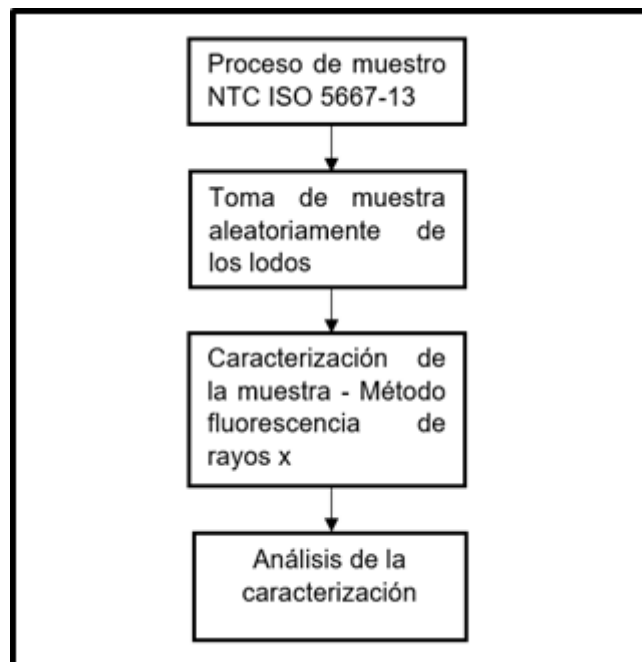 Proceso de muestro
NTC ISO 5667-13
Toma de muestra
aleatoriamente de
los lodos
Caracterización de
la muestra - Método
fluorescencia de
rayos x
Análisis de la
caracterización